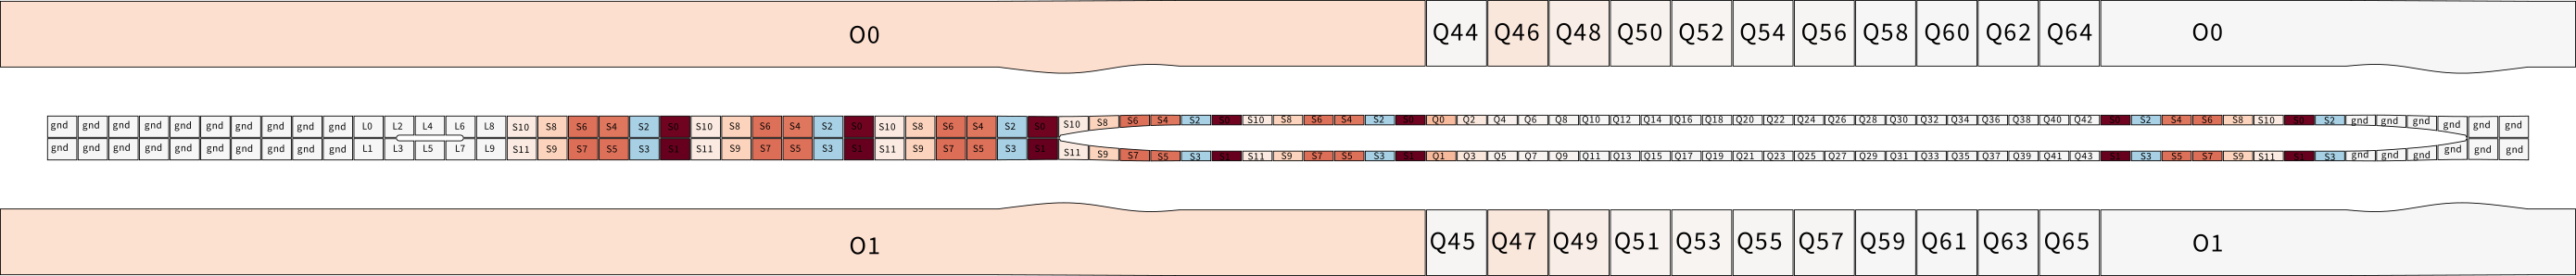 O0 Q44 Q46 Q48 Q50 Q52 Q54 Q56 Q58 Q60 Q62 Q64 O0
gnd gnd gnd gnd gnd gnd gnd gnd gnd gnd L0 L2 L4 L6 L8 S10 S8 S6 S4 S2 S0 S10 S8 S6 S4 S2 S0 S10 S8 S6 S4 S2 S0 S10 S8 S6 S4 S2 S0 S10 S8 S6 S4 S2 S0 Q0 Q2 Q4 Q6 Q8 Q10 Q12 Q14 Q16 Q18 Q20 Q22 Q24 Q26 Q28 Q30 Q32 Q34 Q36 Q38 Q40 Q42 S0 S2 S4 S6 S8 S10 S0 S2 gnd gnd gnd gnd gnd gnd
gnd gnd gnd gnd gnd gnd gnd gnd gnd gnd L1 L3 L5 L7 L9 S11 S9 S7 S5 S3 S1 S11 S9 S7 S5 S3 S1 S11 S9 S7 S5 S3 S1 S11 S9 S7 S5 S3 S1 S11 S9 S7 S5 S3 S1 Q1 Q3 Q5 Q7 Q9 Q11 Q13 Q15 Q17 Q19 Q21 Q23 Q25 Q27 Q29 Q31 Q33 Q35 Q37 Q39 Q41 Q43 S1 S3 S5 S7 S9 S11 S1 S3 gnd gnd gnd gnd gnd gnd
O1 Q45 Q47 Q49 Q51 Q53 Q55 Q57 Q59 Q61 Q63 Q65 O1